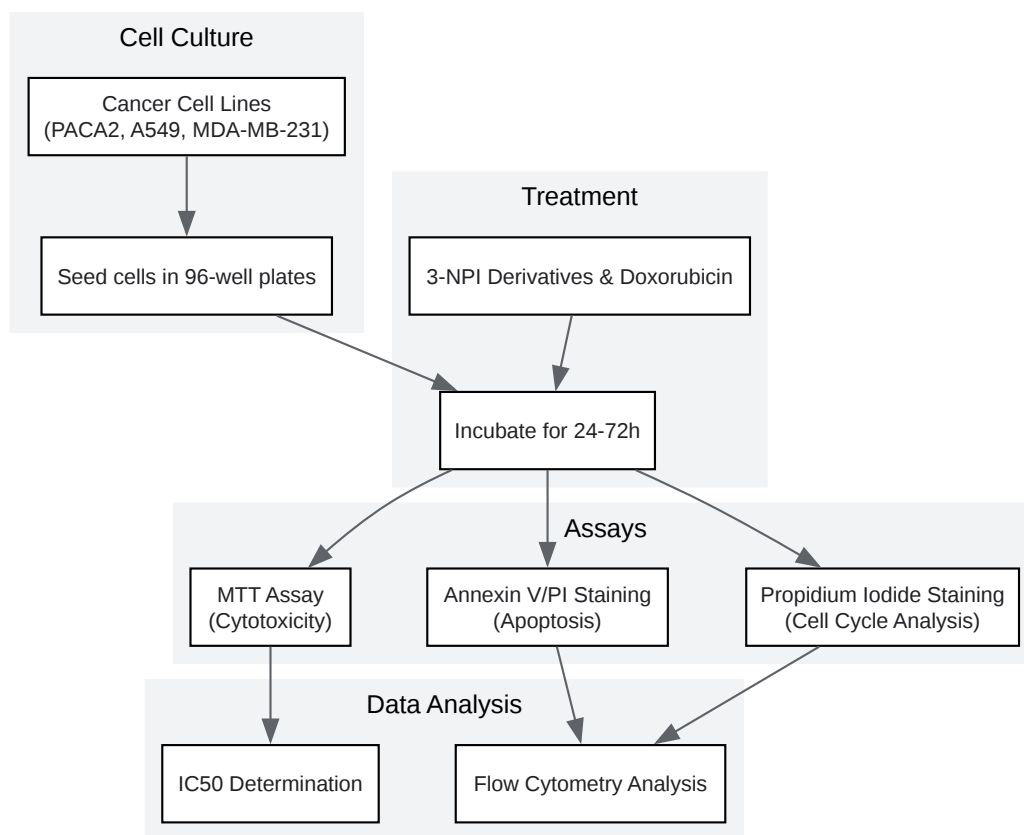 Cell Culture
Cancer Cell Lines
(PACA2, A549, MDA-MB-231)
Seed cells in 96-well plates
Treatment
3-NPI Derivatives & Doxorubicin
Incubate for 24-72h
Assays
MTT Assay
(Cytotoxicity)
Annexin V/PI Staining
(Apoptosis)
Propidium Iodide Staining
(Cell Cycle Analysis)
Data Analysis
IC50 Determination
Flow Cytometry Analysis